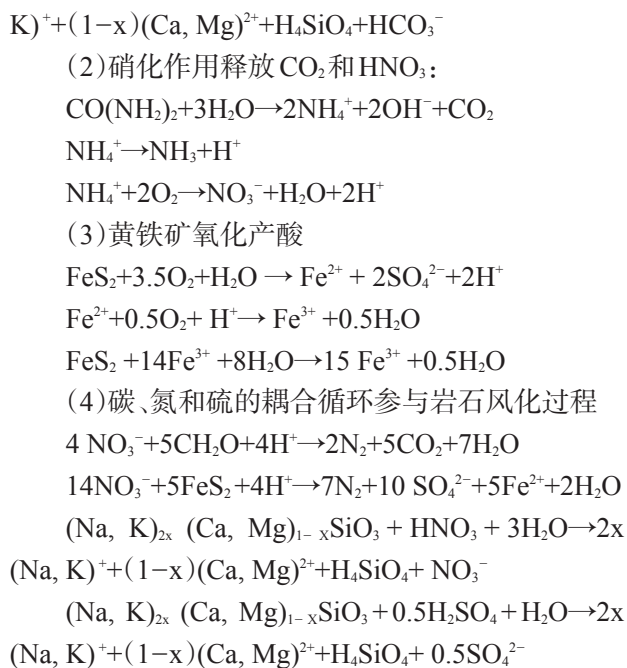 K)⁺+(1−x)(Ca, Mg)²⁺+H₄SiO₄+HCO₃⁻
(2)硝化作用释放CO₂和HNO₃:
CO(NH₂)₂+3H₂O→2NH₄⁺+2OH⁻+CO₂
NH₄⁺→NH₃+H⁺
NH₄⁺+2O₂→NO₃⁻+H₂O+2H⁺
(3)黄铁矿氧化产酸
FeS₂+3.5O₂+H₂O → Fe²⁺ + 2SO₄²⁻+2H⁺
Fe²⁺+0.5O₂+ H⁺→ Fe³⁺ +0.5H₂O
FeS₂ +14Fe³⁺ +8H₂O→15 Fe³⁺ +0.5H₂O
(4)碳、氮和硫的耦合循环参与岩石风化过程
4 NO₃⁻+5CH₂O+4H⁺→2N₂+5CO₂+7H₂O
14NO₃⁻+5FeS₂+4H⁺→7N₂+10 SO₄²⁻+5Fe²⁺+2H₂O
(Na, K)₂ₓ (Ca, Mg)₁₋ ₓSiO₃ + HNO₃ + 3H₂O→2x
(Na, K)⁺+(1−x)(Ca, Mg)²⁺+H₄SiO₄+ NO₃⁻
(Na, K)₂ₓ (Ca, Mg)₁₋ ₓSiO₃+0.5H₂SO₄+H₂O→2x
(Na, K)⁺+(1−x)(Ca, Mg)²⁺+H₄SiO₄+ 0.5SO₄²⁻